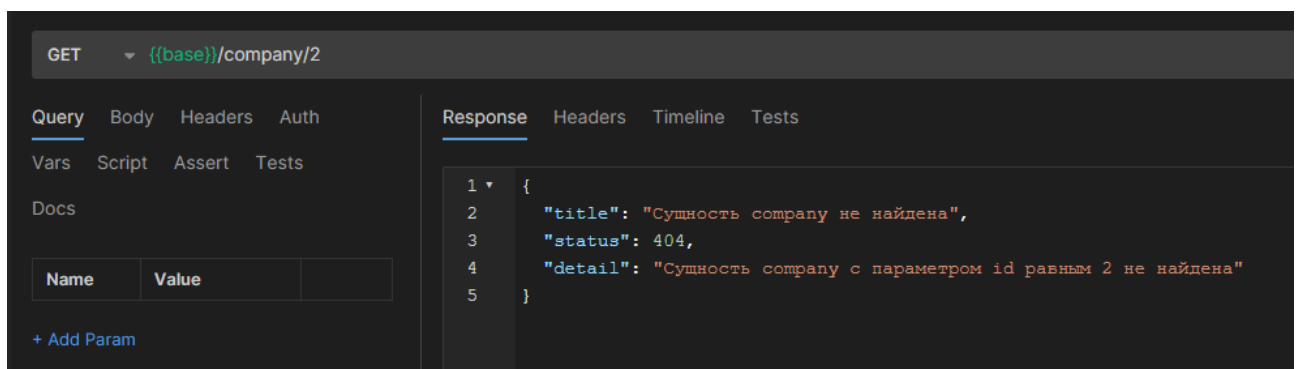 GET {{base}}/company/2
Query Body Headers Auth
Vars Script Assert Tests
Docs
Name Value
+ Add Param
Response Headers Timeline Tests
1 {
2 "title": "Сущность company не найдена",
3 "status": 404,
4 "detail": "Сущность company с параметром id равным 2 не найдена"
5 }